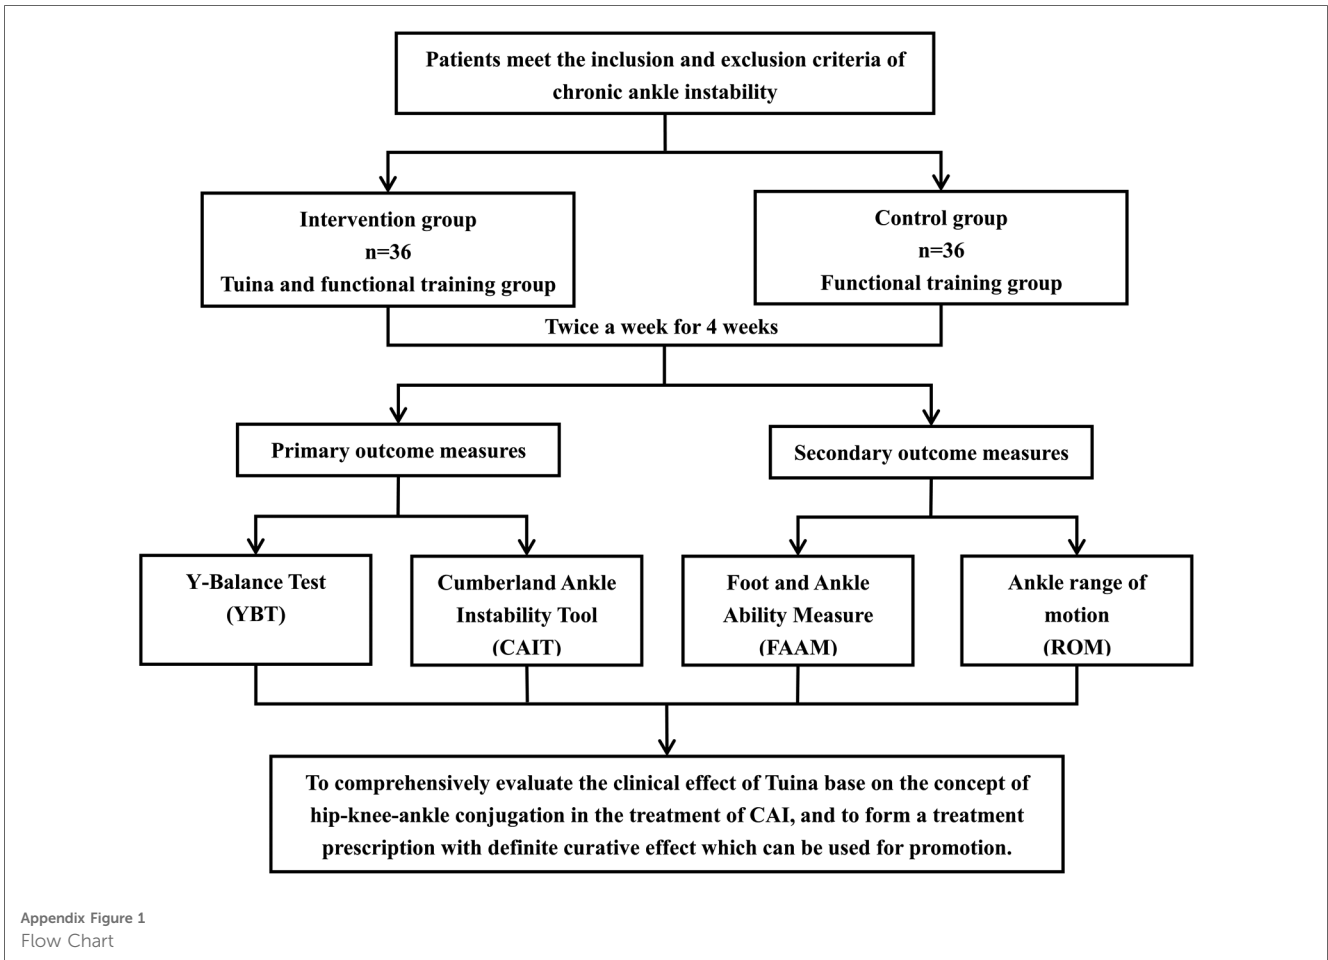 Patients meet the inclusion and exclusion criteria of
chronic ankle instability
Intervention group
n=36
Tuina and functional training group
Control group
n=36
Functional training group
Twice a week for 4 weeks
Primary outcome measures
Secondary outcome measures
Y-Balance Test
(YBT)
Cumberland Ankle
Instability Tool
(CAIT)
Foot and Ankle
Ability Measure
(FAAM)
Ankle range of
motion
(ROM)
To comprehensively evaluate the clinical effect of Tuina base on the concept of
hip-knee-ankle conjugation in the treatment of CAI, and to form a treatment
prescription with definite curative effect which can be used for promotion.
Appendix Figure 1
Flow Chart